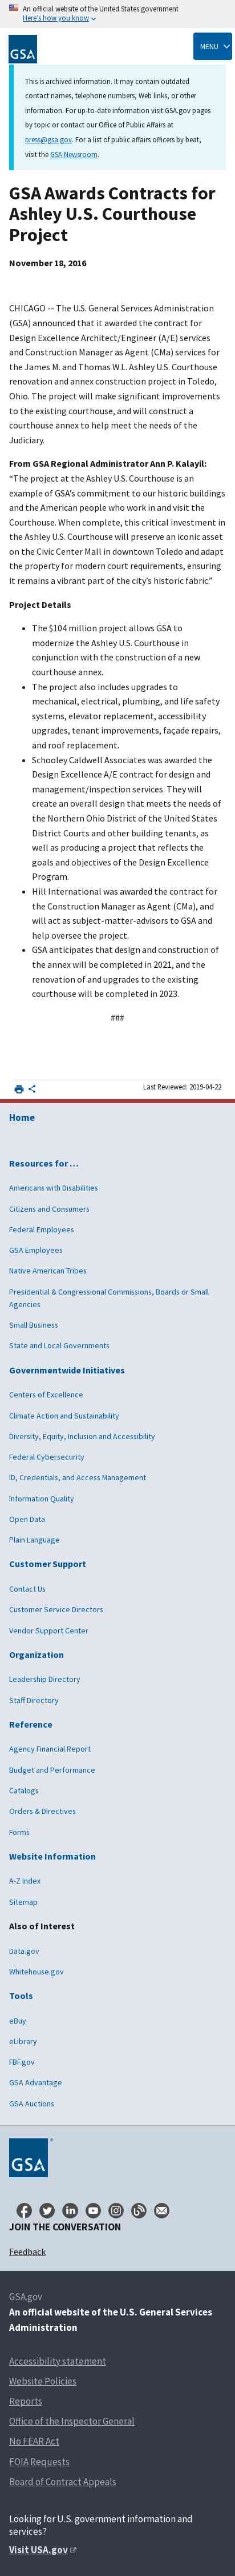 An official website of the United States government
Here's how you know
GSA
MENU
This is archived information. It may contain outdated
contact names, telephone numbers, Web links, or other
information. For up-to-date information visit GSA.gov pages
by topic or contact our Office of Public Affairs at
press@gsa.gov. For a list of public affairs officers by beat,
visit the GSA Newsroom.
GSA Awards Contracts for
Ashley U.S. Courthouse
Project
November 18, 2016
CHICAGO -- The U.S. General Services Administration
(GSA) announced that it awarded the contract for
Design Excellence Architect/Engineer (A/E) services
and Construction Manager as Agent (CMa) services for
the James M. and Thomas W.L. Ashley U.S. Courthouse
renovation and annex construction project in Toledo,
Ohio. The project will make significant improvements
to the existing courthouse, and will construct a
courthouse annex to meet the needs of the
Judiciary.
From GSA Regional Administrator Ann P. Kalayil:
“The project at the Ashley U.S. Courthouse is an
example of GSA’s commitment to our historic buildings
and the American people who work in and visit the
Courthouse. When complete, this critical investment in
the Ashley U.S. Courthouse will preserve an iconic asset
on the Civic Center Mall in downtown Toledo and adapt
the property for modern court requirements, ensuring
it remains a vibrant part of the city’s historic fabric.”
Project Details
The $104 million project allows GSA to
modernize the Ashley U.S. Courthouse in
conjunction with the construction of a new
courthouse annex.
The project also includes upgrades to
mechanical, electrical, plumbing, and life safety
systems, elevator replacement, accessibility
upgrades, tenant improvements, façade repairs,
and roof replacement.
Schooley Caldwell Associates was awarded the
Design Excellence A/E contract for design and
management/inspection services. They will
create an overall design that meets the needs of
the Northern Ohio District of the United States
District Courts and other building tenants, as
well as producing a project that reflects the
goals and objectives of the Design Excellence
Program.
Hill International was awarded the contract for
the Construction Manager as Agent (CMa), and
will act as subject-matter-advisors to GSA and
help oversee the project.
GSA anticipates that design and construction of
the annex will be completed in 2021, and the
renovation of upgrades to the existing
courthouse will be completed in 2023.
###
Last Reviewed: 2019-04-22
Home
Resources for …
Americans with Disabilities
Citizens and Consumers
Federal Employees
GSA Employees
Native American Tribes
Presidential & Congressional Commissions, Boards or Small
Agencies
Small Business
State and Local Governments
Governmentwide Initiatives
Centers of Excellence
Climate Action and Sustainability
Diversity, Equity, Inclusion and Accessibility
Federal Cybersecurity
ID, Credentials, and Access Management
Information Quality
Open Data
Plain Language
Customer Support
Contact Us
Customer Service Directors
Vendor Support Center
Organization
Leadership Directory
Staff Directory
Reference
Agency Financial Report
Budget and Performance
Catalogs
Orders & Directives
Forms
Website Information
A-Z Index
Sitemap
Also of Interest
Data.gov
Whitehouse.gov
Tools
eBuy
eLibrary
FBF.gov
GSA Advantage
GSA Auctions
GSA
JOIN THE CONVERSATION
Feedback
GSA.gov
An official website of the U.S. General Services
Administration
Accessibility statement
Website Policies
Reports
Office of the Inspector General
No FEAR Act
FOIA Requests
Board of Contract Appeals
Looking for U.S. government information and
services?
Visit USA.gov